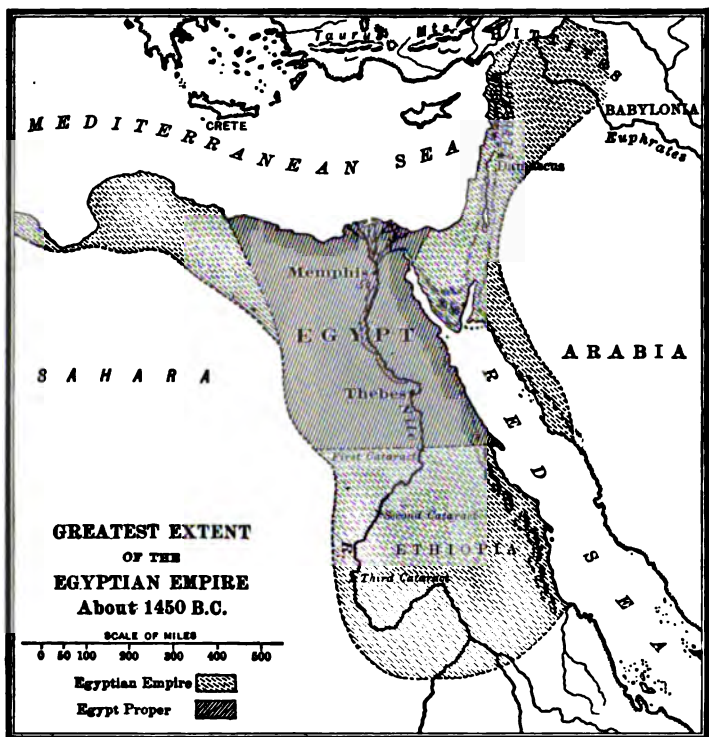 Taurus Mts.
HITTITES
BABYLONIA
Euphrates
CRETE
MEDITERRANEAN SEA
Damascus
Memphis
EGYPT
ARABIA
SAHARA
Thebes
Nile
RED SEA
First Cataract
Second Cataract
ETHIOPIA
Third Cataract
GREATEST EXTENT
OF THE
EGYPTIAN EMPIRE
About 1450 B.C.
SCALE OF MILES
0 50 100 200 300 400 500
Egyptian Empire
Egypt Proper